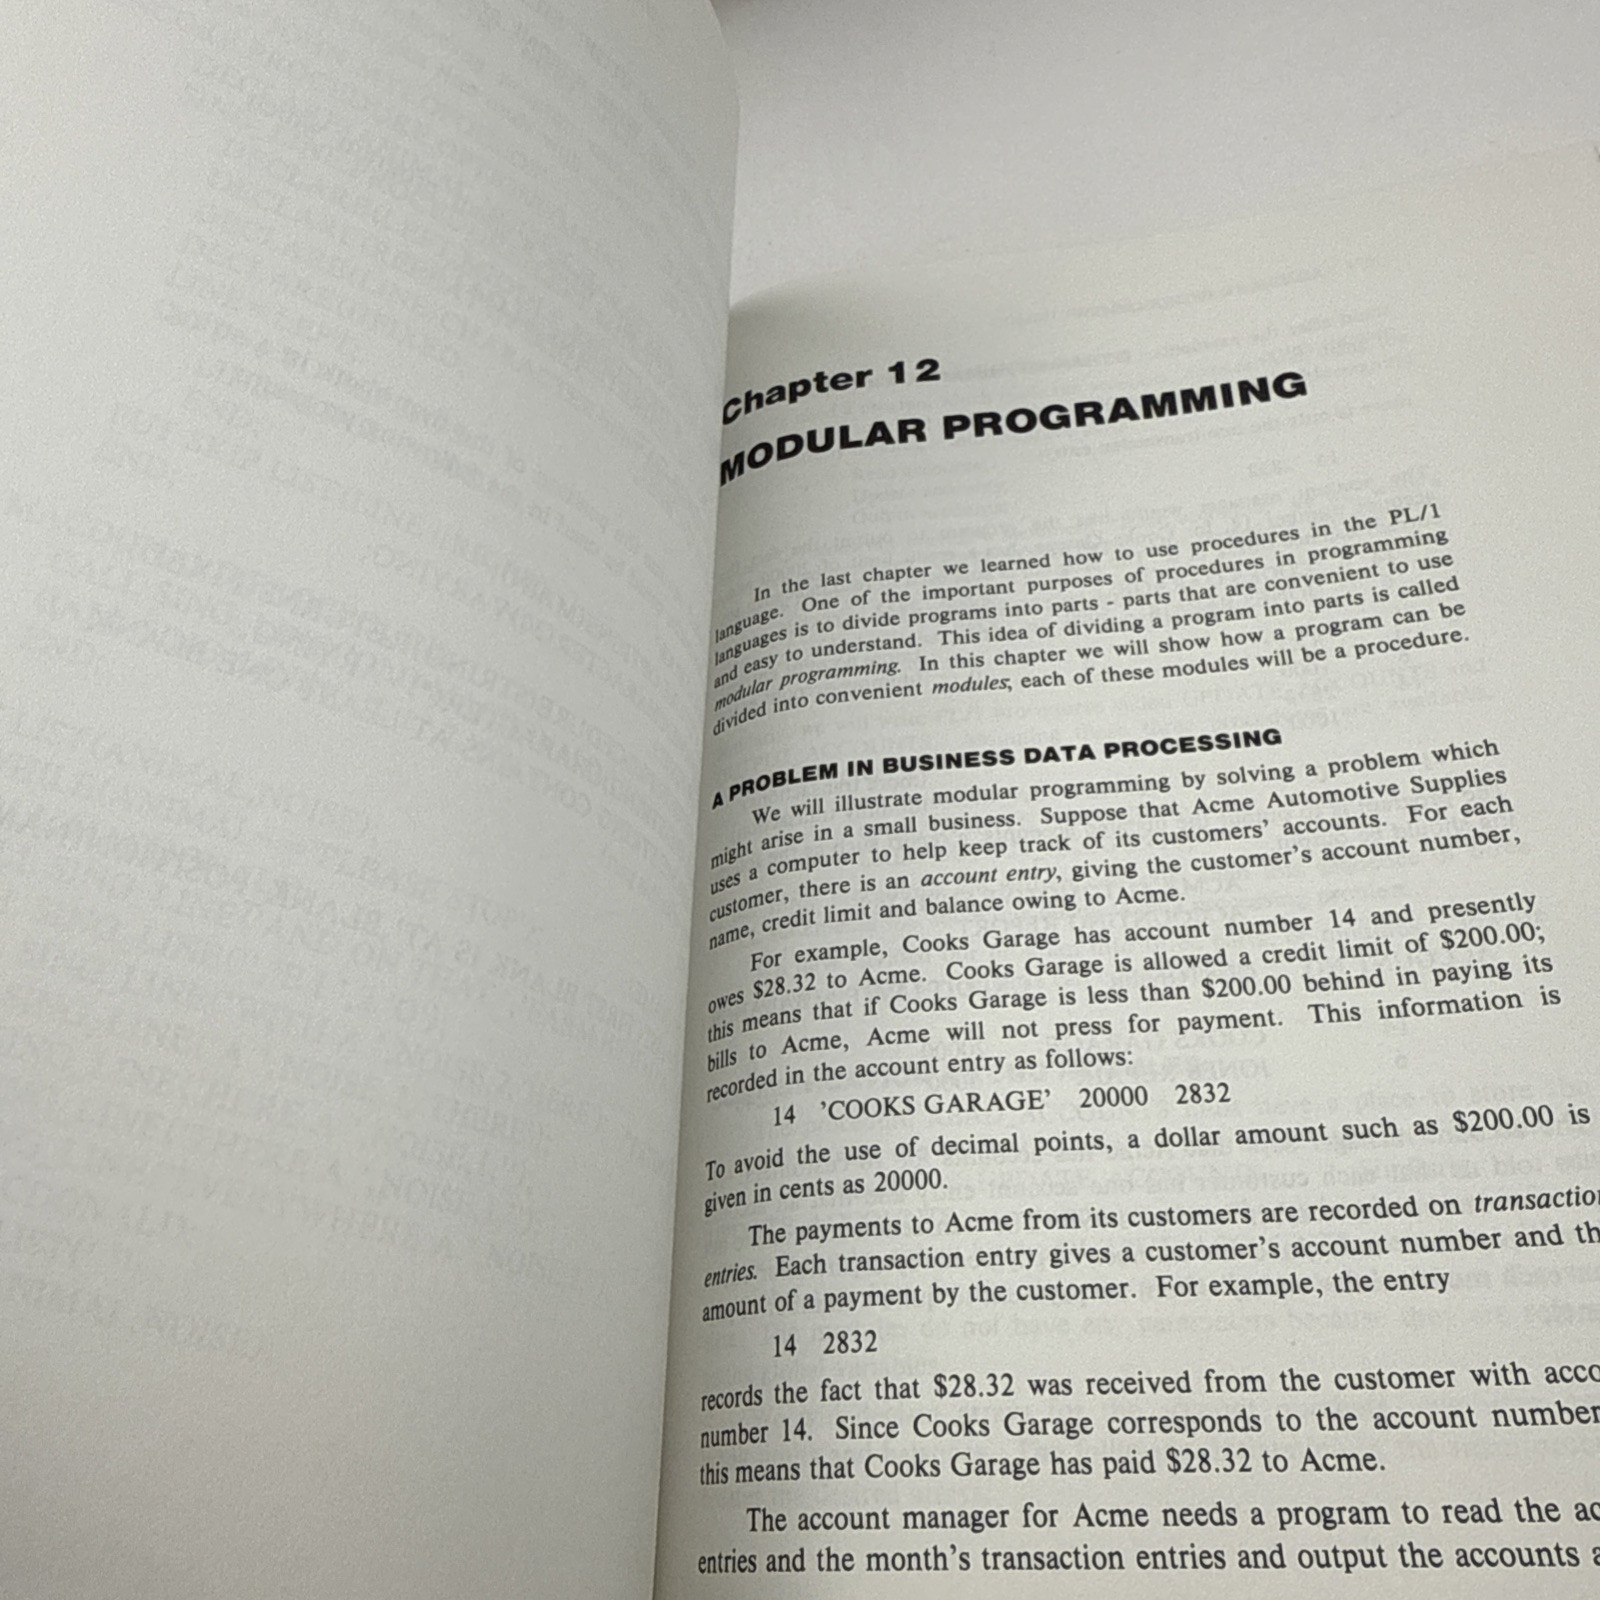 Chapter 12
MODULAR PROGRAMMING
In the last chapter we learned how to use procedures in the PL/1
language. One of the important purposes of procedures in programming
languages is to divide programs into parts - parts that are convenient to use
and easy to understand. This idea of dividing a program into parts is called
modular programming. In this chapter we will show how a program can be
divided into convenient modules, each of these modules will be a procedure.
A PROBLEM IN BUSINESS DATA PROCESSING
We will illustrate modular programming by solving a problem which
might arise in a small business. Suppose that Acme Automotive Supplies
uses a computer to help keep track of its customers' accounts. For each
customer, there is an account entry, giving the customer's account number,
name, credit limit and balance owing to Acme.
For example, Cooks Garage has account number 14 and presently
owes $28.32 to Acme. Cooks Garage is allowed a credit limit of $200.00;
this means that if Cooks Garage is less than $200.00 behind in paying its
bills to Acme, Acme will not press for payment. This information is
recorded in the account entry as follows:
14 'COOKS GARAGE' 20000 2832
To avoid the use of decimal points, a dollar amount such as $200.00 is
given in cents as 20000.
The payments to Acme from its customers are recorded on transaction
entries. Each transaction entry gives a customer's account number and th
amount of a payment by the customer. For example, the entry
14 2832
records the fact that $28.32 was received from the customer with acco
number 14. Since Cooks Garage corresponds to the account number
this means that Cooks Garage has paid $28.32 to Acme.
The account manager for Acme needs a program to read the ac
entries and the month's transaction entries and output the accounts a